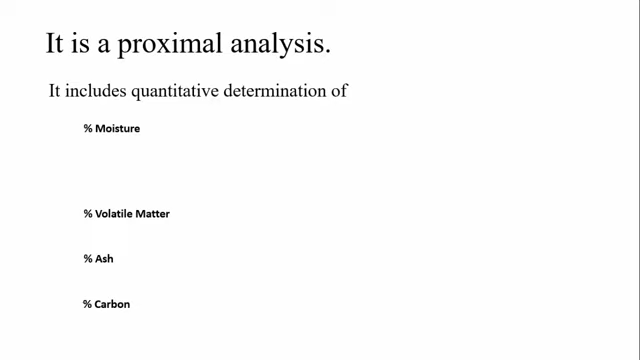 It is a proximal analysis.
It includes quantitative determination of
% Moisture
% Volatile Matter
% Ash
% Carbon